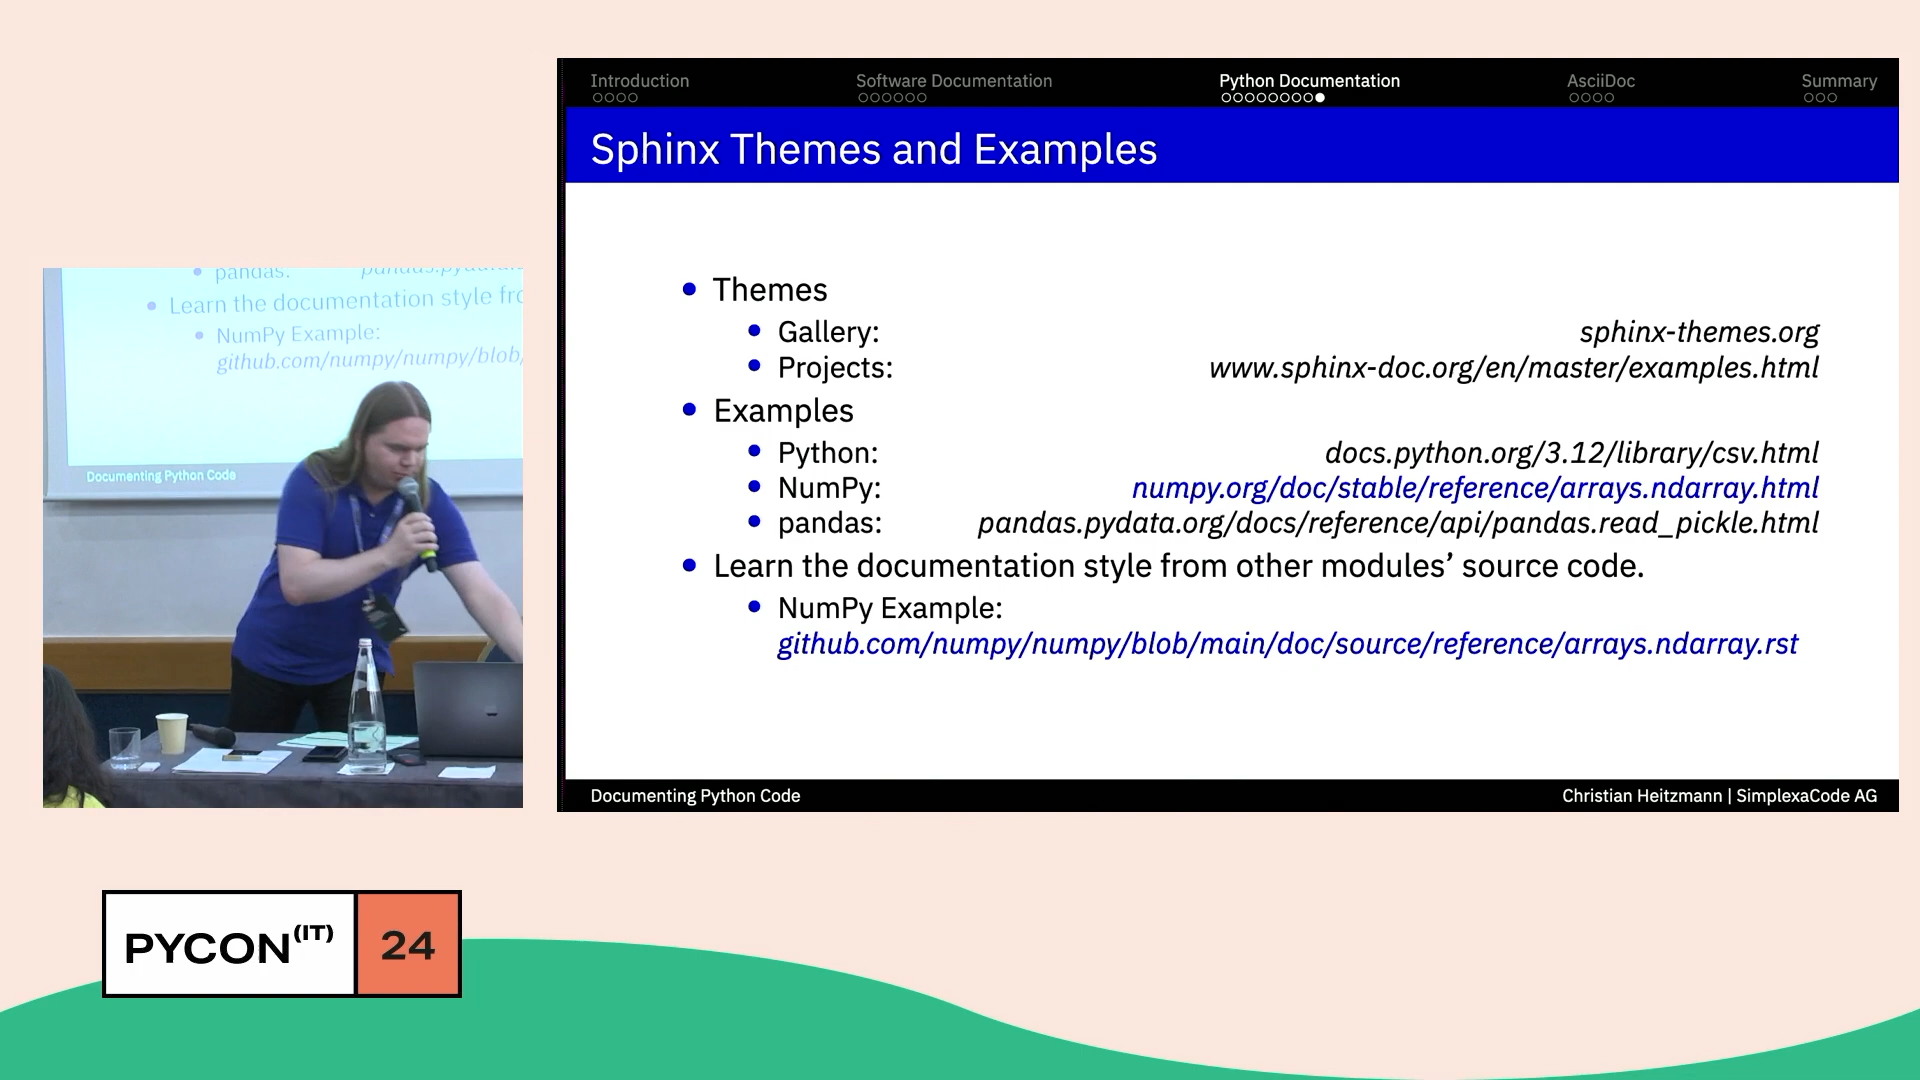 Introduction
Software Documentation
Python Documentation
AsciiDoc
Summary
Sphinx Themes and Examples
Themes
Gallery: sphinx-themes.org
Projects: www.sphinx-doc.org/en/master/examples.html
Examples
Python: docs.python.org/3.12/library/csv.html
NumPy: numpy.org/doc/stable/reference/arrays.ndarray.html
pandas: pandas.pydata.org/docs/reference/api/pandas.read_pickle.html
Learn the documentation style from other modules’ source code.
NumPy Example:
github.com/numpy/numpy/blob/main/doc/source/reference/arrays.ndarray.rst
Documenting Python Code
Christian Heitzmann | SimplexaCode AG
pandas:
Learn the documentation style
NumPy Example:
github.com/numpy/numpy/blob/
Documenting Python Code
PYCON(IT) 24